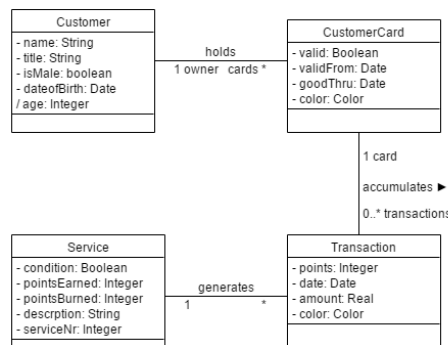 Customer
- name: String
- title: String
- isMale: boolean
- dateofBirth: Date
/ age: Integer
holds
1 owner cards *
CustomerCard
- valid: Boolean
- validFrom: Date
- goodThru: Date
- color: Color
1 card
accumulates ►
0..* transactions
Service
- condition: Boolean
- pointsEarned: Integer
- pointsBurned: Integer
- descrption: String
- serviceNr: Integer
generates
1 *
Transaction
- points: Integer
- date: Date
- amount: Real
- color: Color